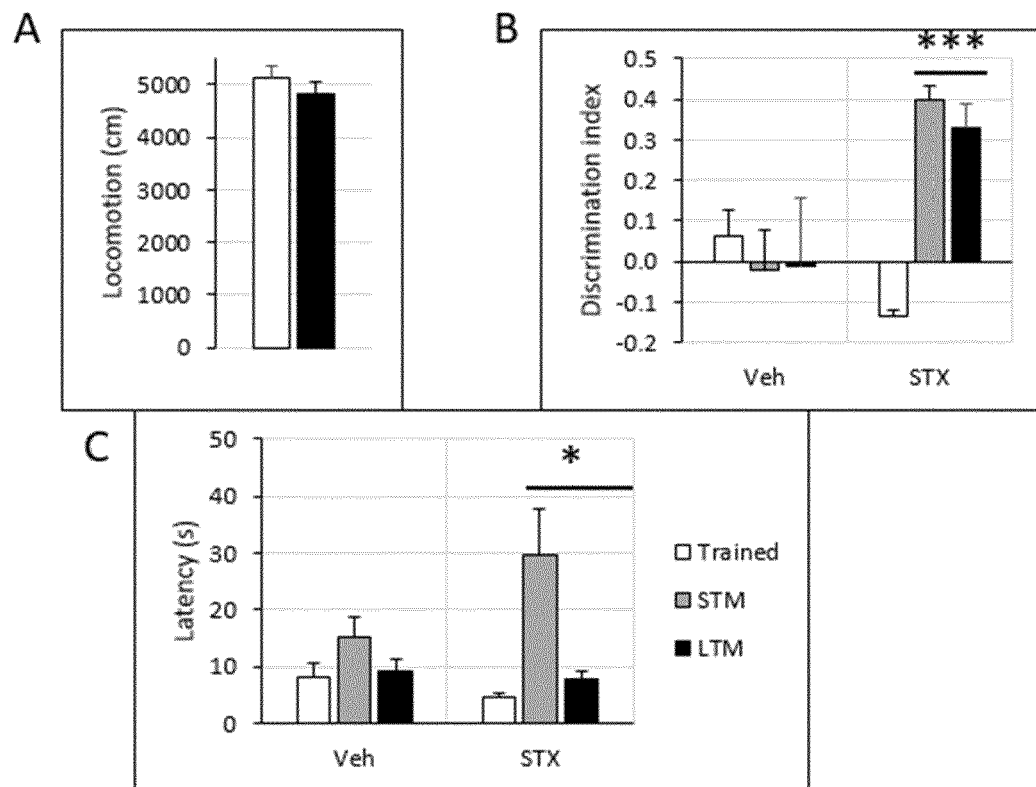 A
Locomotion (cm)
5000
4000
3000
2000
1000
0
B
***
Discrimination index
0.5
0.4
0.3
0.2
0.1
0.0
-0.1
-0.2
Veh STX
C
*
Latency (s)
50
40
30
20
10
0
Veh STX
Trained
STM
LTM